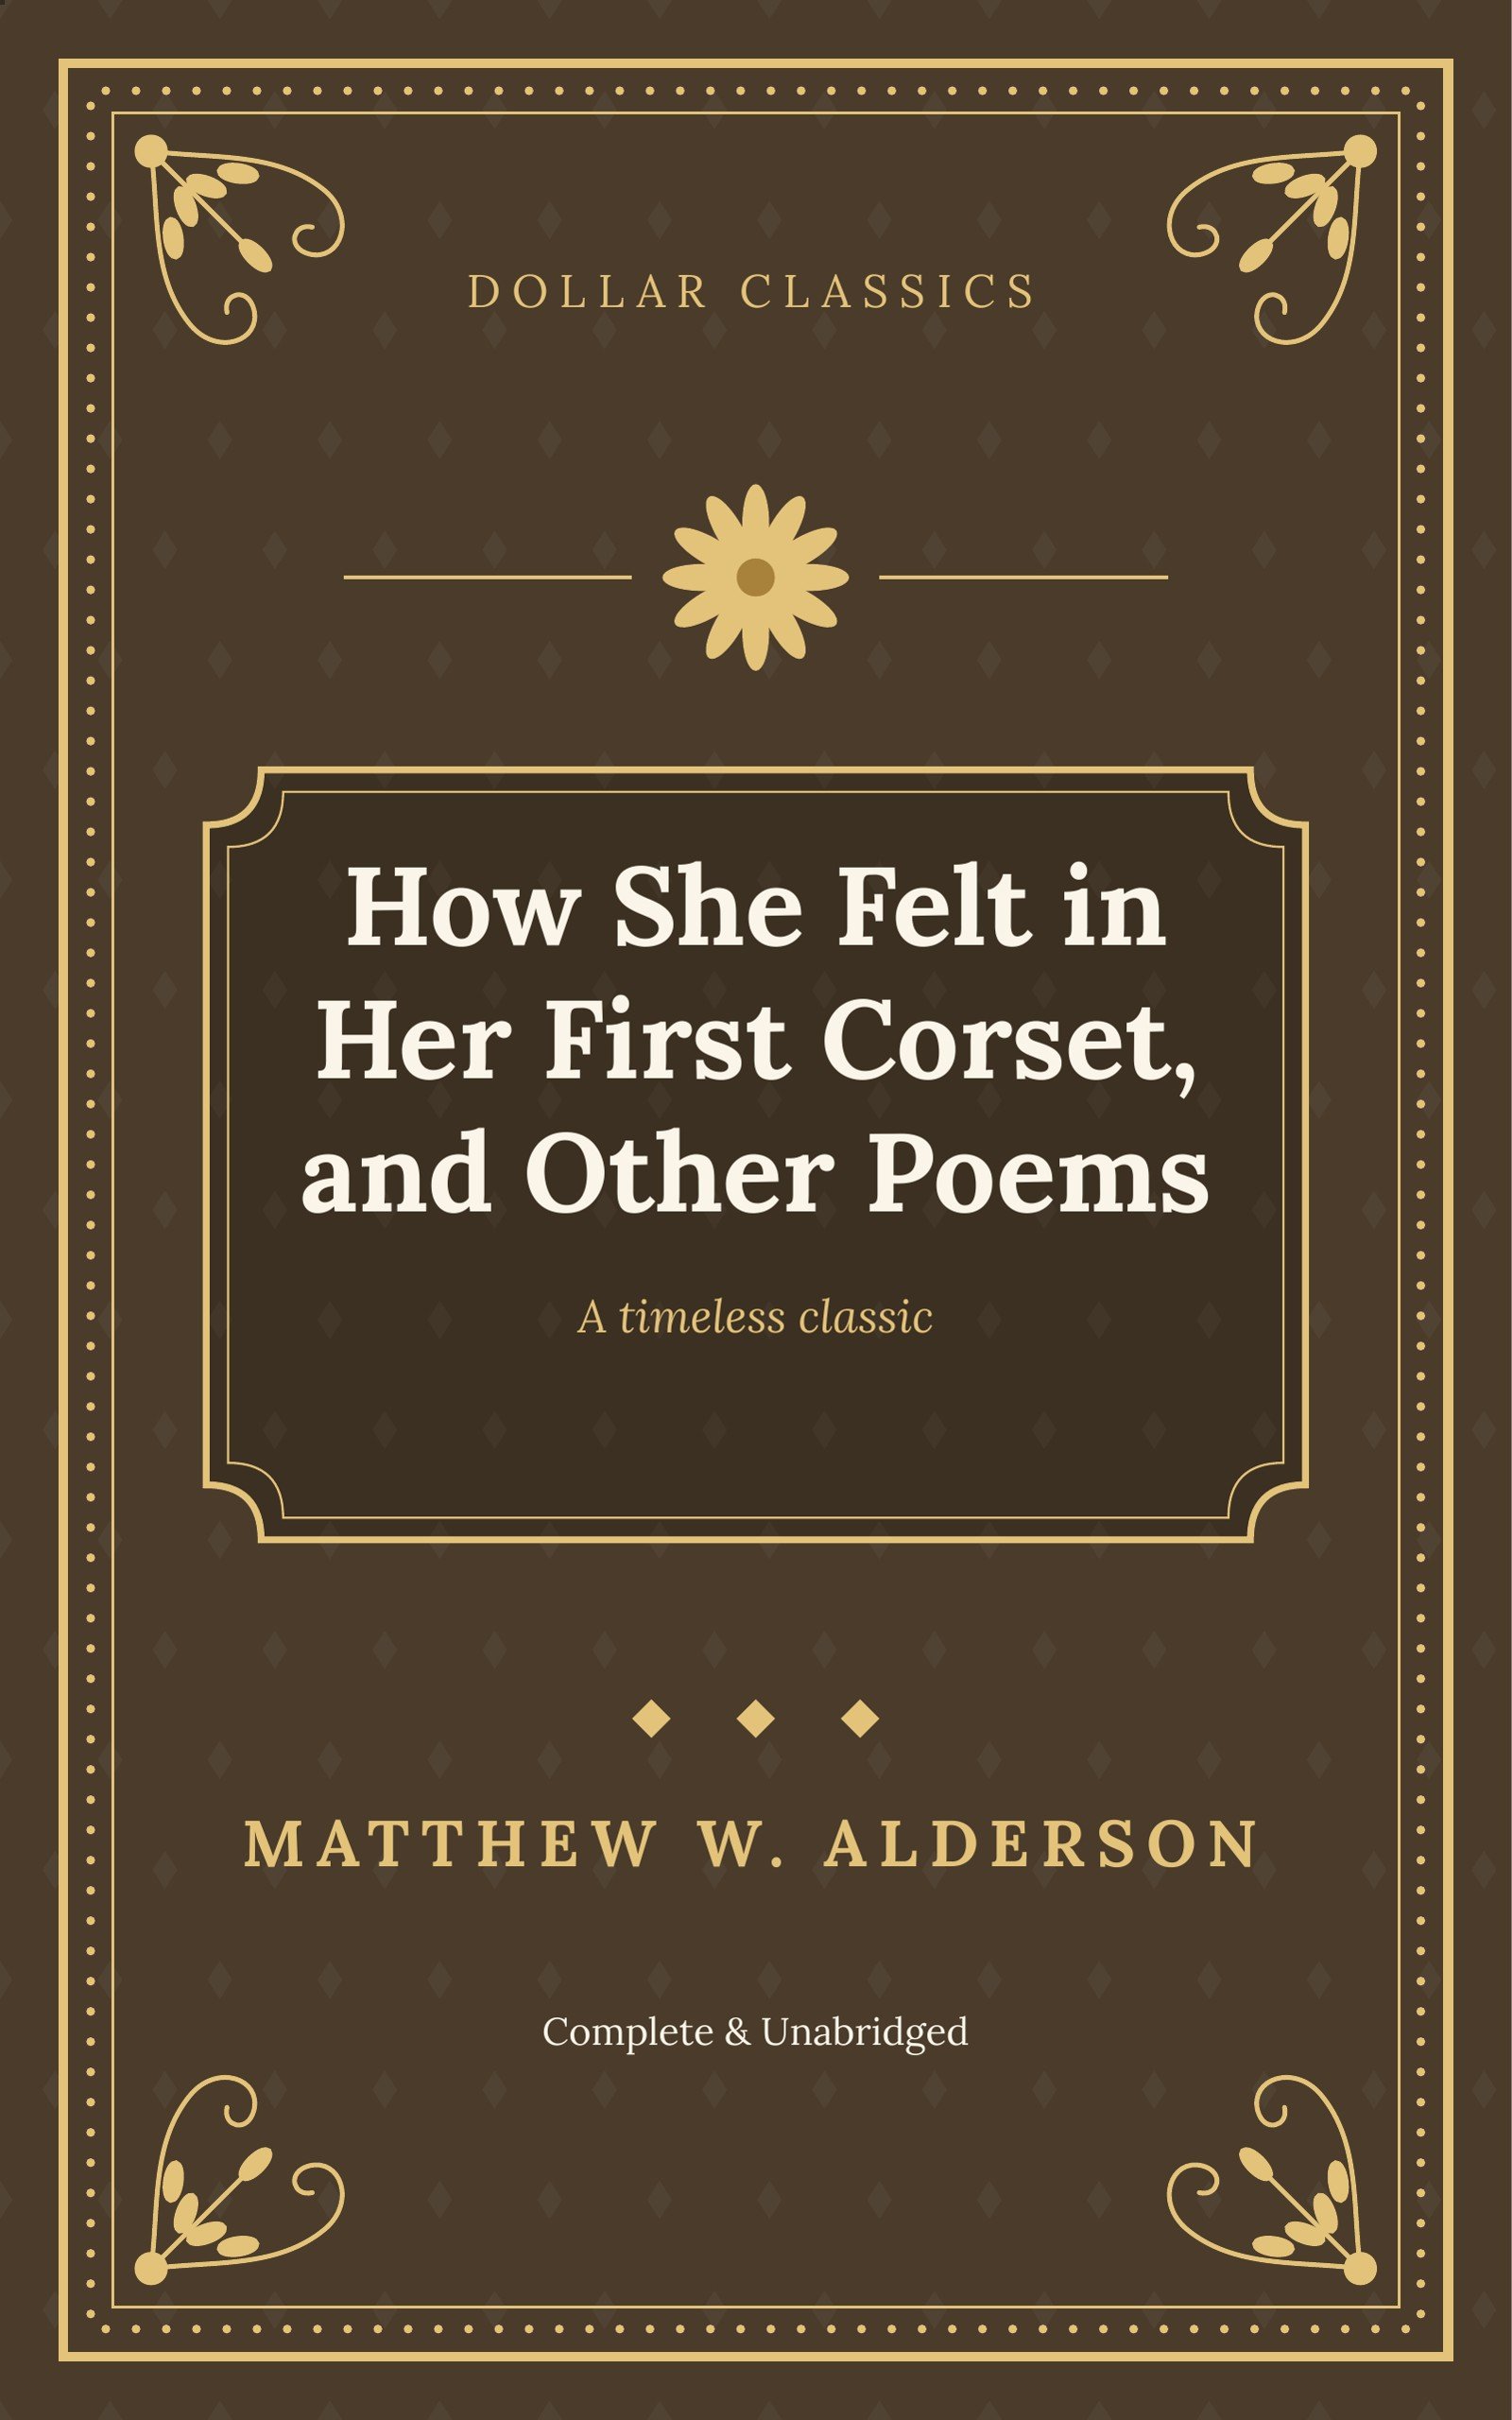 DOLLAR CLASSICS
How She Felt in
Her First Corset,
and Other Poems
A timeless classic
MATTHEW W. ALDERSON
Complete & Unabridged